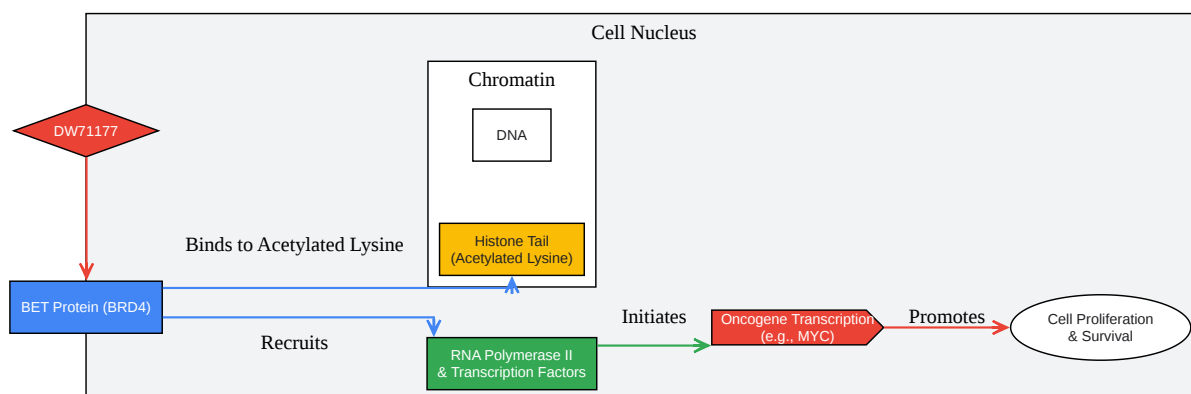 Cell Nucleus
Chromatin
DW71177
DNA
Histone Tail
(Acetylated Lysine)
Binds to Acetylated Lysine
BET Protein (BRD4)
Recruits
RNA Polymerase II
& Transcription Factors
Initiates
Oncogene Transcription
(e.g., MYC)
Promotes
Cell Proliferation
& Survival